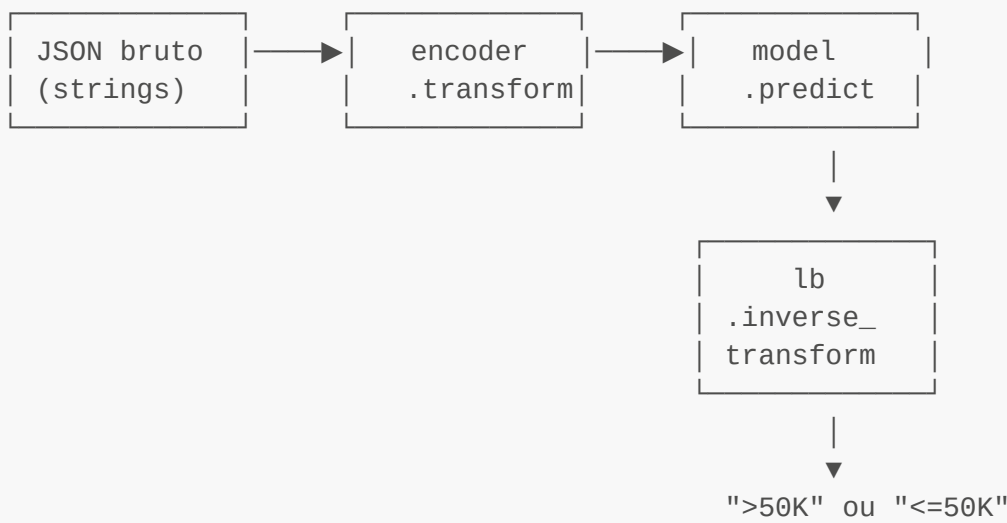 JSON bruto encoder model
(strings) .transform .predict
lb
.inverse_
transform
">50K" ou "<=50K"